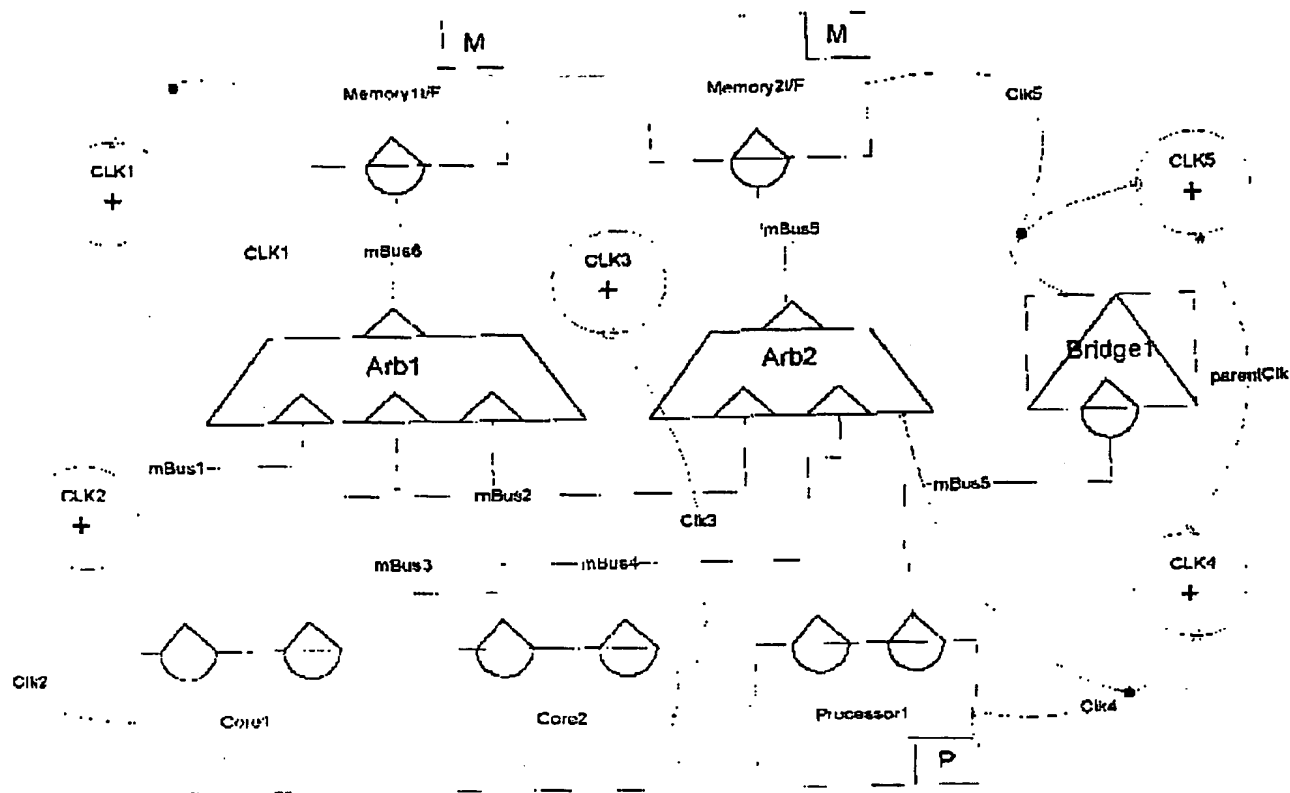 M
M
Memory1I/F
Memory2I/F
Clk5
CLK1
CLK5
CLK1
mBus6
CLK3
mBus5
Arb1
Arb2
Bridge1
parentClk
mBus1
CLK2
mBus2
mBus5
Clk3
mBus3
mBus4
CLK4
Clk2
Core1
Core2
Processor1
Clk4
P